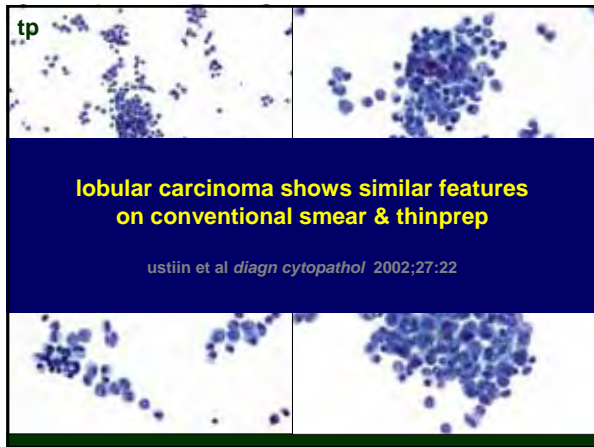 tp
lobular carcinoma shows similar features
on conventional smear & thinprep
ustiin et al diagn cytopathol 2002;27:22